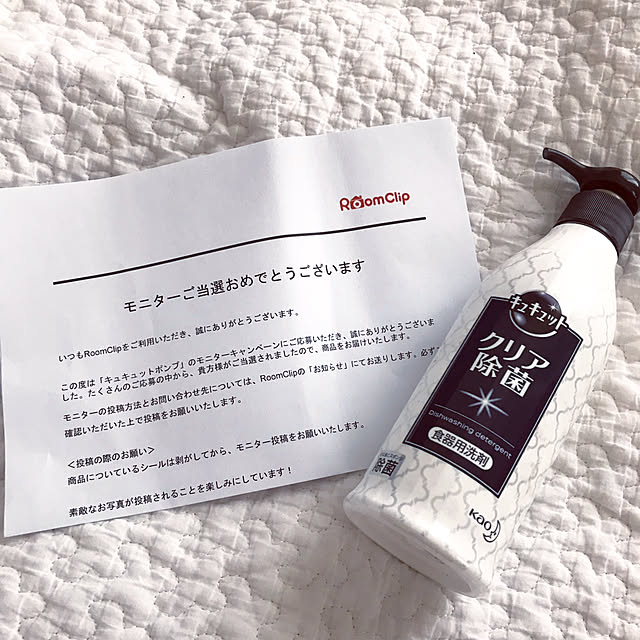 RoomClip
モニターご当選おめでとうございます
いつもRoomClipをご利用いただき、誠にありがとうございます。
この度は「キュキュットポンプ」のモニターキャンペーンにご応募いただき、誠にありがとうございま
した。たくさんのご応募の中から、貴方様がご当選されましたので、商品をお届けいたします。
モニターの投稿方法とお問い合わせ先については、RoomClipの「お知らせ」にてお送りします。必ず
確認いただいた上で投稿をお願いいたします。
<投稿の際のお願い>
商品についているシールは剥がしてから、モニター投稿をお願いいたします。
素敵なお写真が投稿されることを楽しみにしています！
キュキュット
クリア
除菌
dishwashing detergent
食器用洗剤
除菌
Kao